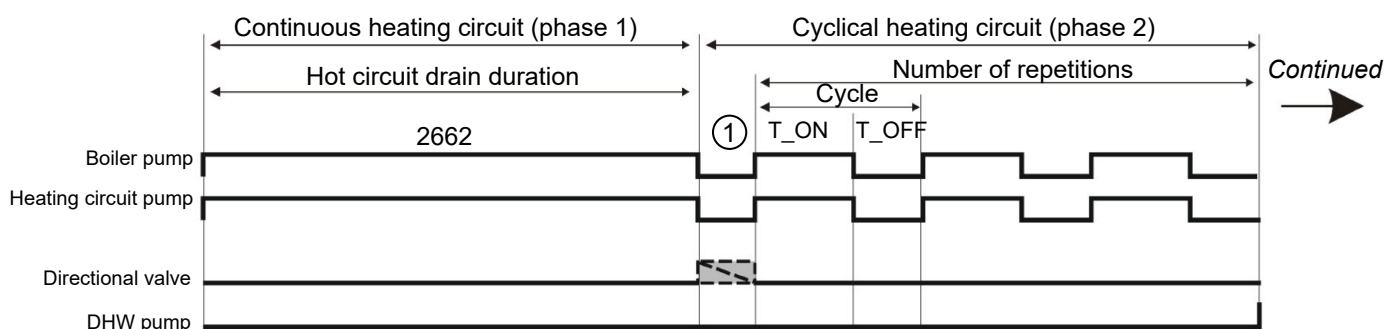 Continuous heating circuit (phase 1)
Cyclical heating circuit (phase 2)
Hot circuit drain duration
Number of repetitions
Continued
Cycle
2662
1
T_ON
T_OFF
Boiler pump
Heating circuit pump
Directional valve
DHW pump